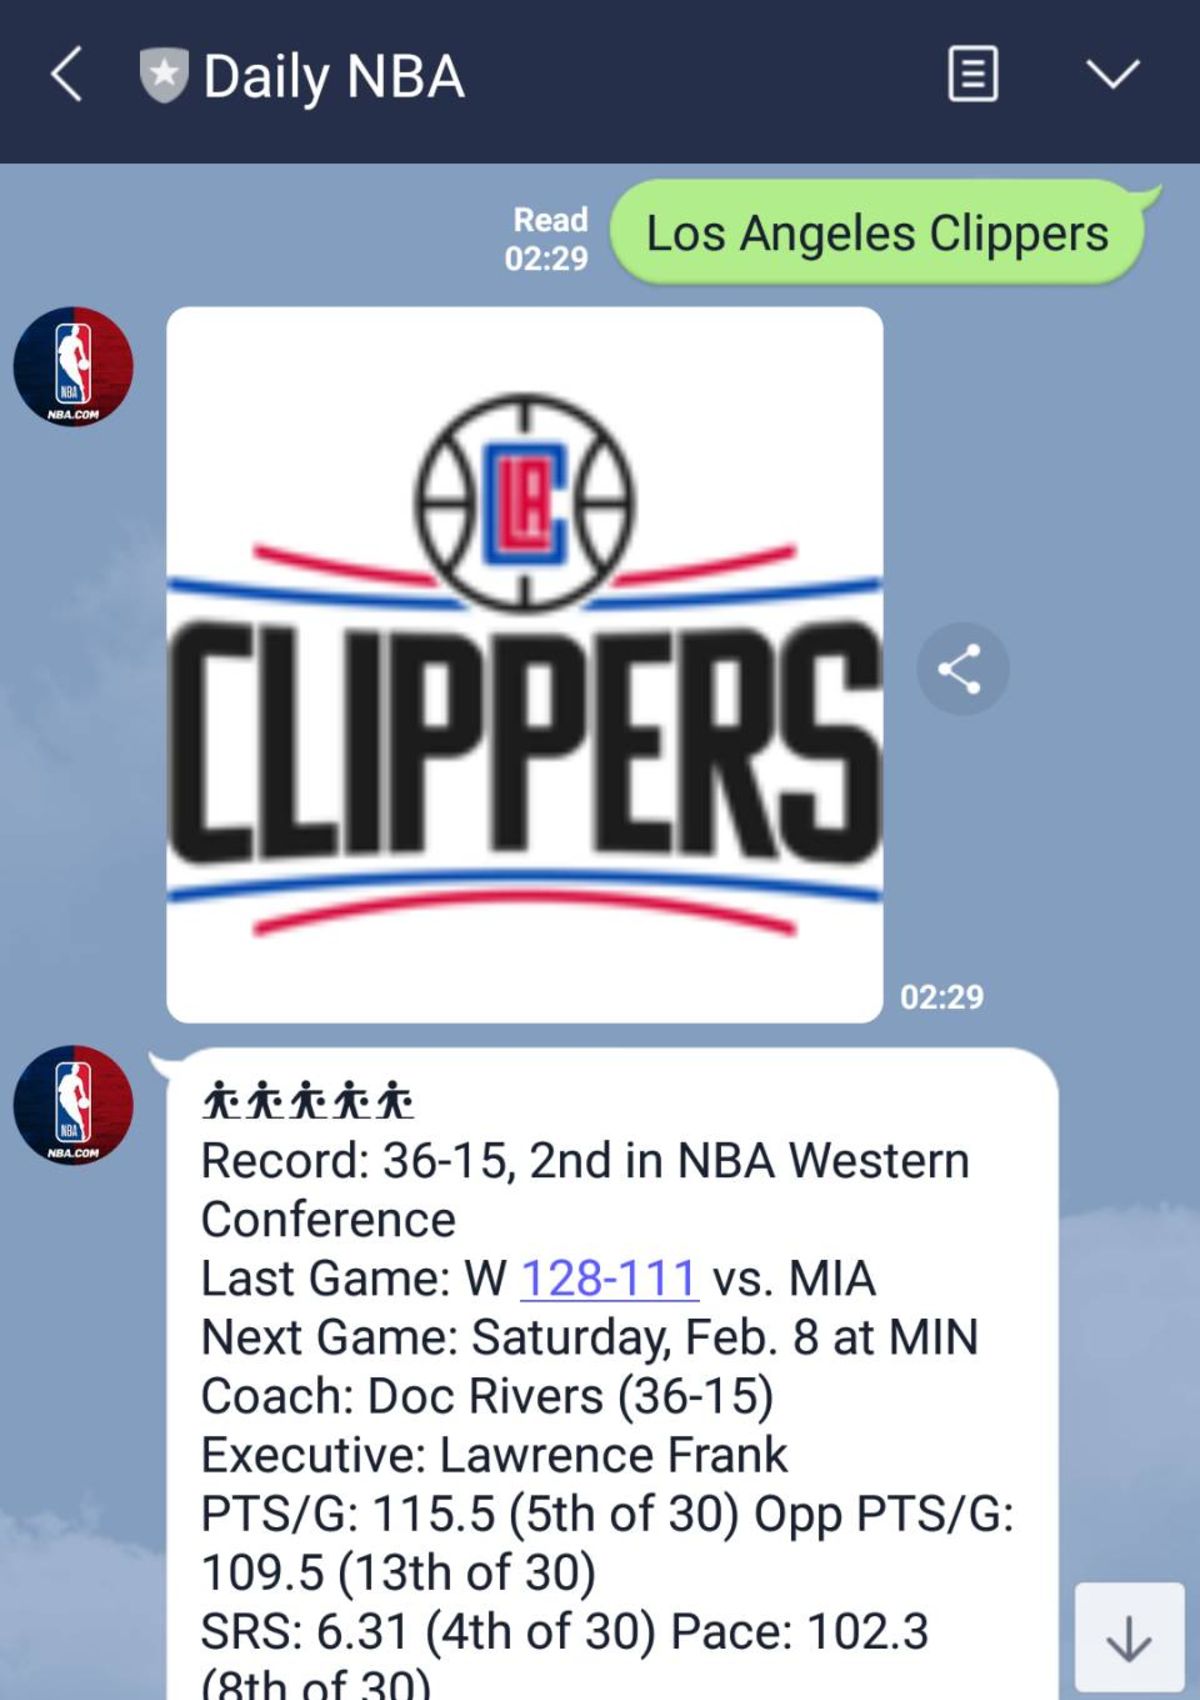 Daily NBA
Read
02:29
Los Angeles Clippers
NBA
NBA.COM
LAC
CLIPPERS
02:29
NBA
NBA.COM
Record: 36-15, 2nd in NBA Western
Conference
Last Game: W 128-111 vs. MIA
Next Game: Saturday, Feb. 8 at MIN
Coach: Doc Rivers (36-15)
Executive: Lawrence Frank
PTS/G: 115.5 (5th of 30) Opp PTS/G:
109.5 (13th of 30)
SRS: 6.31 (4th of 30) Pace: 102.3
(8th of 30)